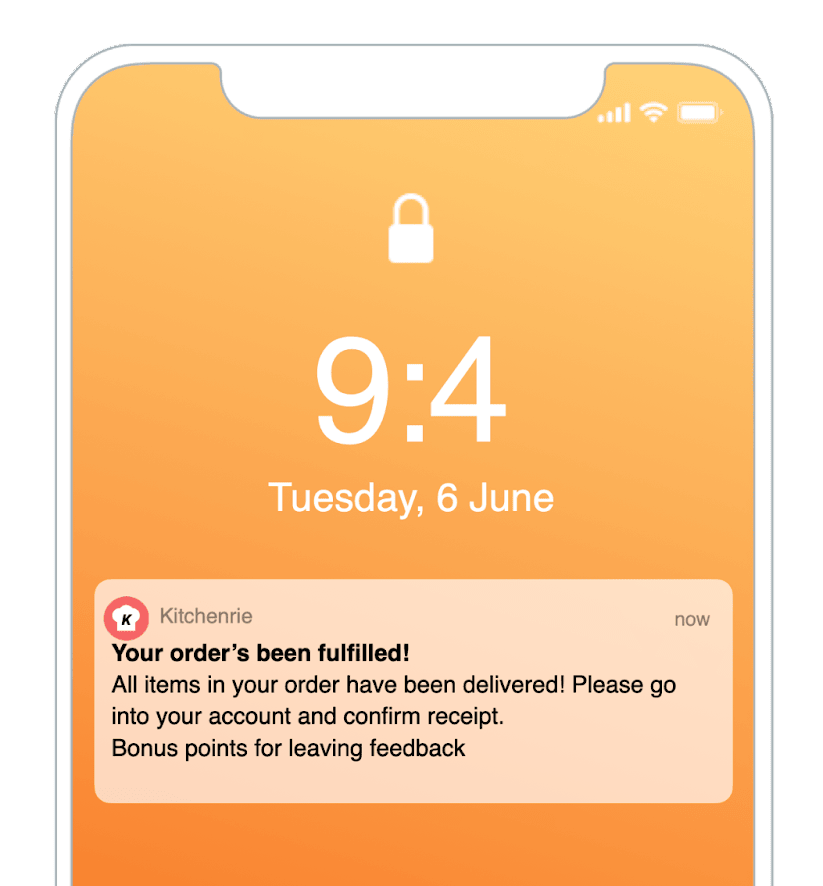 9:4
Tuesday, 6 June
K
Kitchenrie
now
Your order’s been fulfilled!
All items in your order have been delivered! Please go
into your account and confirm receipt.
Bonus points for leaving feedback